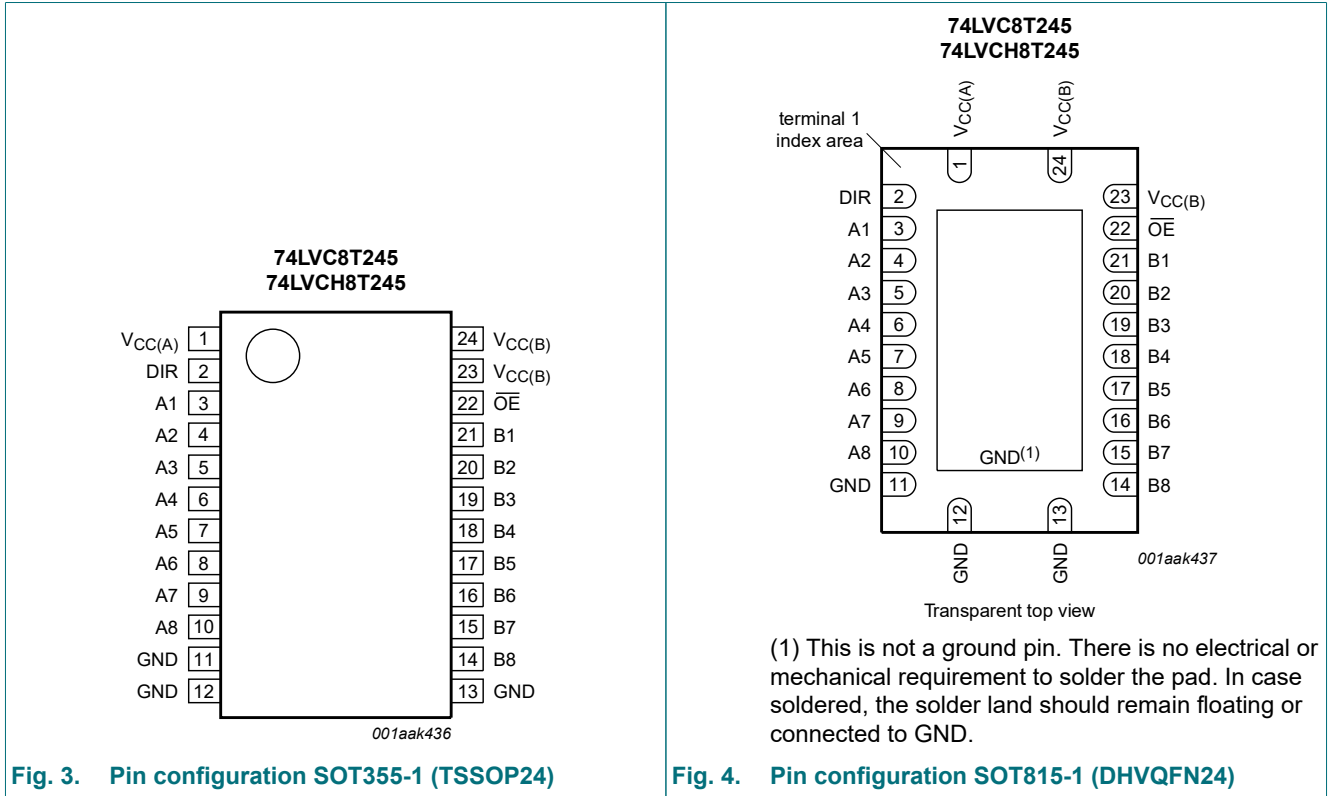 74LVC8T245
74LVCH8T245
VCC(A) 1
DIR 2
A1 3
A2 4
A3 5
A4 6
A5 7
A6 8
A7 9
A8 10
GND 11
GND 12
24 VCC(B)
23 VCC(B)
22 OE
21 B1
20 B2
19 B3
18 B4
17 B5
16 B6
15 B7
14 B8
13 GND
001aak436
Fig. 3. Pin configuration SOT355-1 (TSSOP24)
74LVC8T245
74LVCH8T245
terminal 1
index area
VCC(A)
VCC(B)
1
24
DIR 2
A1 3
A2 4
A3 5
A4 6
A5 7
A6 8
A7 9
A8 10
GND 11
23 VCC(B)
22 OE
21 B1
20 B2
19 B3
18 B4
17 B5
16 B6
15 B7
14 B8
GND(1)
12
13
GND
GND
001aak437
Transparent top view
(1) This is not a ground pin. There is no electrical or
mechanical requirement to solder the pad. In case
soldered, the solder land should remain floating or
connected to GND.
Fig. 4. Pin configuration SOT815-1 (DHVQFN24)